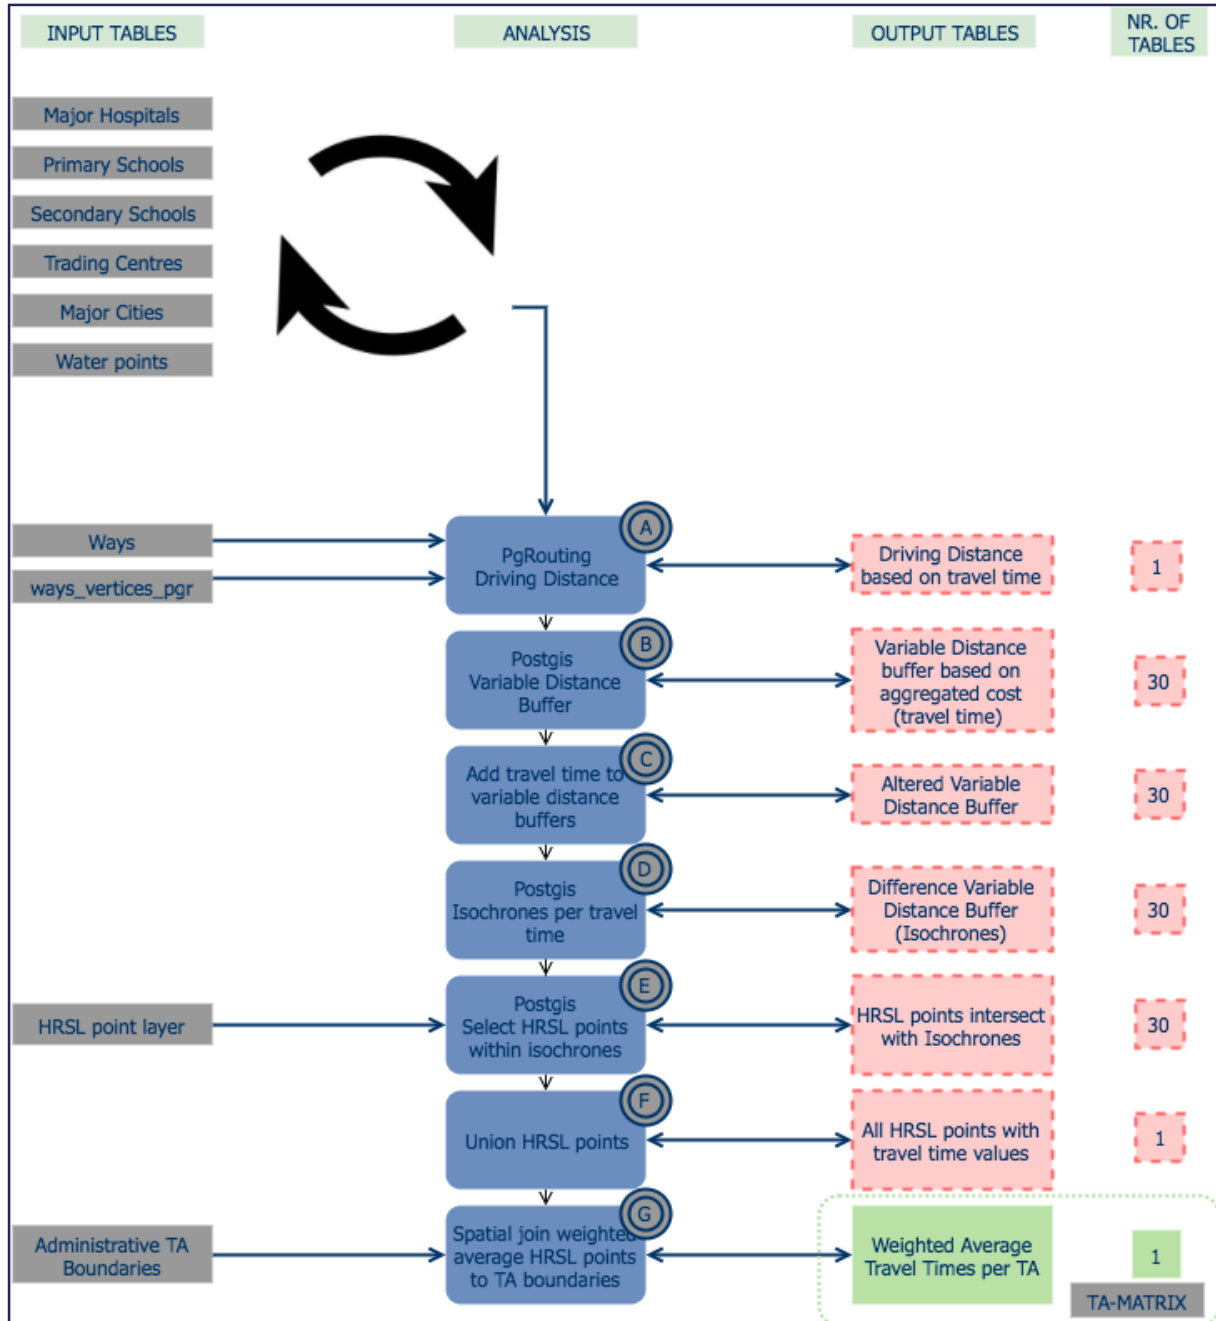 INPUT TABLES
ANALYSIS
OUTPUT TABLES
NR. OF
TABLES
Major Hospitals
Primary Schools
Secondary Schools
Trading Centres
Major Cities
Water points
Ways
ways_vertices_pgr
A
PgRouting
Driving Distance
Driving Distance
based on travel time
1
B
Postgis
Variable Distance
Buffer
Variable Distance
buffer based on
aggregated cost
(travel time)
30
C
Add travel time to
variable distance
buffers
Altered Variable
Distance Buffer
30
D
Postgis
Isochrones per travel
time
Difference Variable
Distance Buffer
(Isochrones)
30
HRSL point layer
E
Postgis
Select HRSL points
within isochrones
HRSL points intersect
with Isochrones
30
F
Union HRSL points
All HRSL points with
travel time values
1
Administrative TA
Boundaries
G
Spatial join weighted
average HRSL points
to TA boundaries
Weighted Average
Travel Times per TA
1
TA-MATRIX